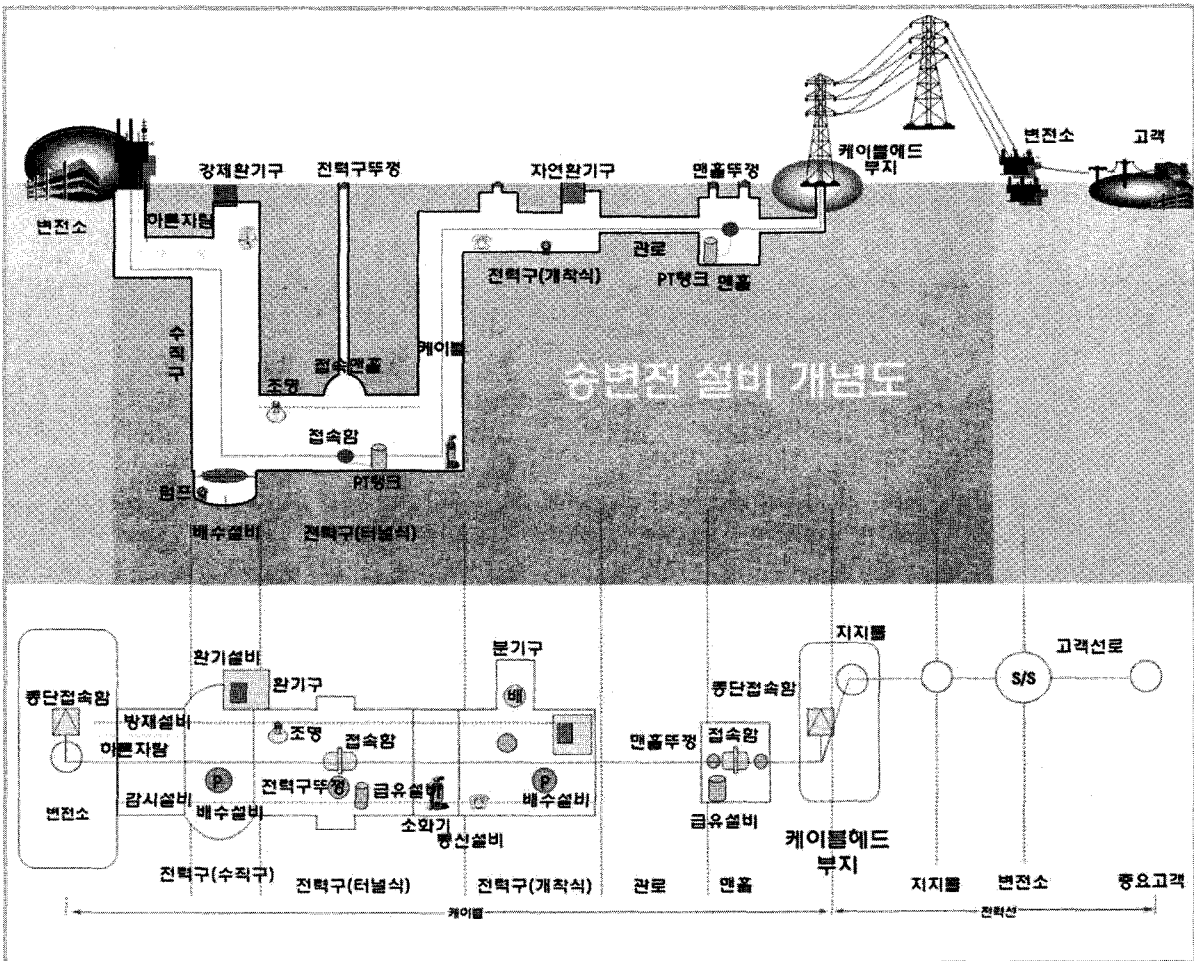 변전소
고객
케이블헤드
부지
강제환기구
전력구뚜껑
자연환기구
맨홀뚜껑
하론자탐
변전소
관로
전력구(개착식)
PT탱크
맨홀
수직구
케이블
접속맨홀
조명
송변전 설비 개념도
접속함
PT탱크
펌프
배수설비
전력구(터널식)
분기구
지지물
고객선로
환기설비
환기구
배
S/S
종단접속함
종단접속함
방재설비
조명
접속함
맨홀뚜껑
접속함
하론자탐
P
전력구뚜껑
급유설비
P
감시설비
배수설비
배수설비
변전소
소화기
통신설비
급유설비
케이블헤드
부지
전력구(수직구)
전력구(터널식)
전력구(개착식)
관로
맨홀
지지물
변전소
중요고객
케이블
전력선